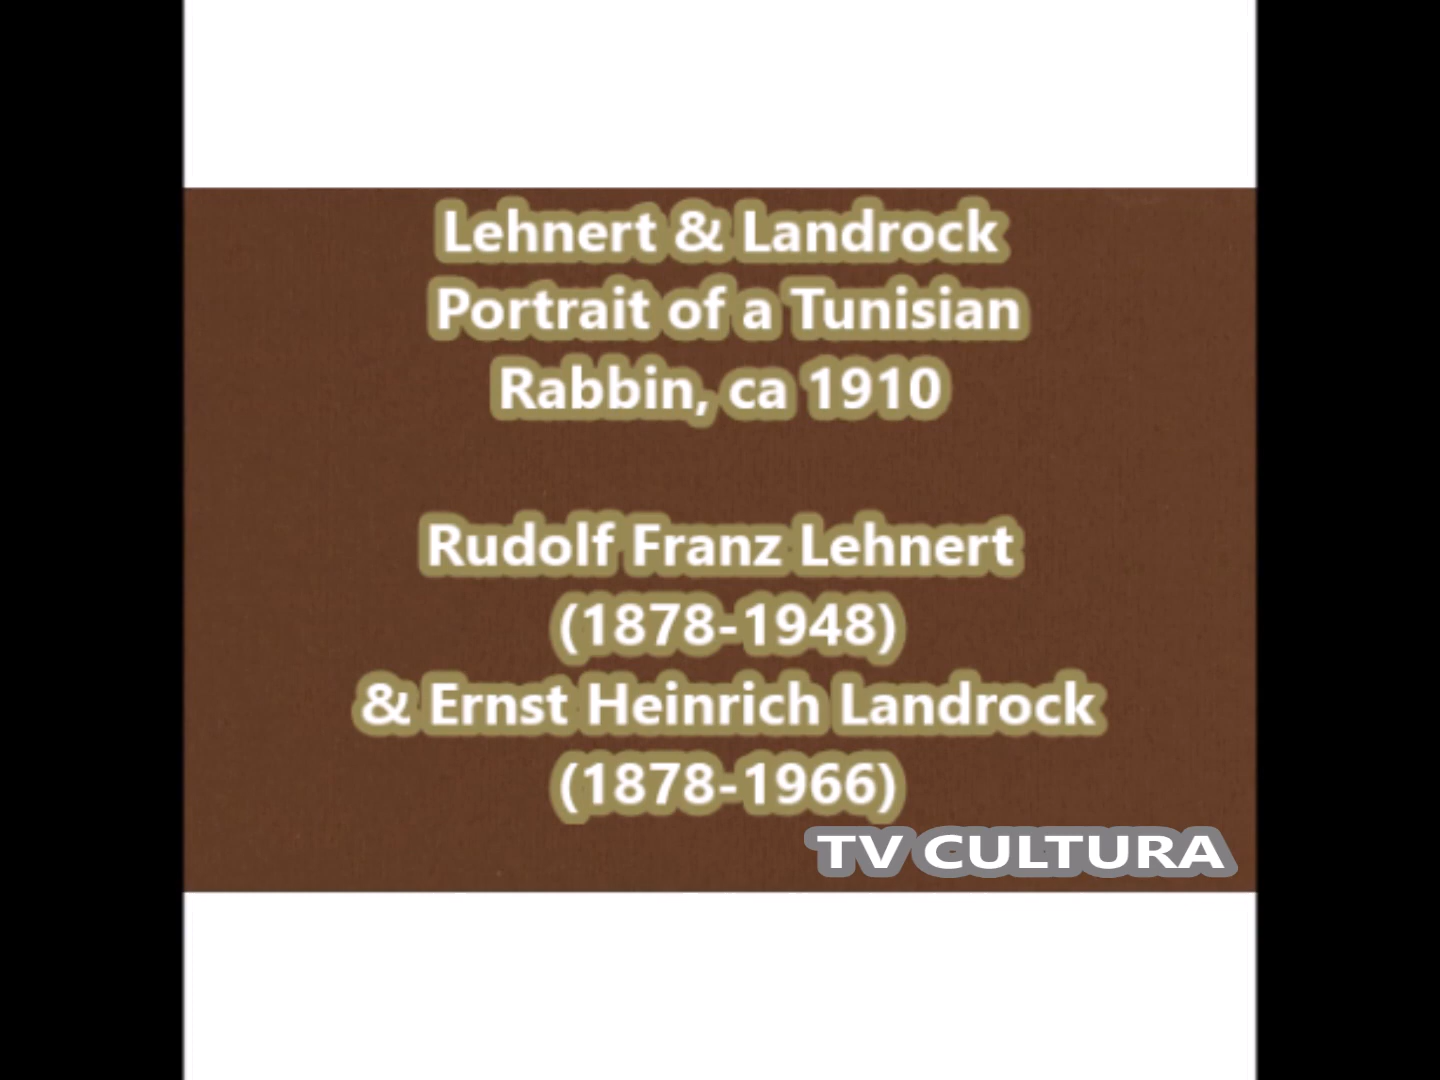 Lehnert & Landrock
Portrait of a Tunisian
Rabbin, ca 1910
Rudolf Franz Lehnert
(1878-1948)
& Ernst Heinrich Landrock
(1878-1966)
TV CULTURA